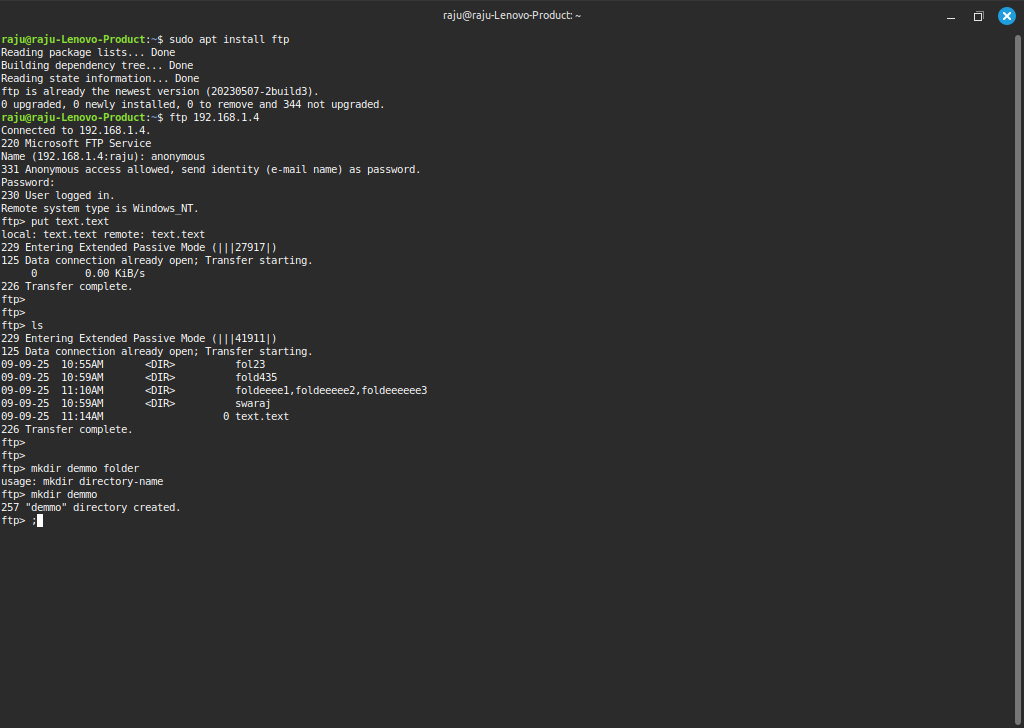 raju@raju-Lenovo-Product: ~
raju@raju-Lenovo-Product:~$ sudo apt install ftp
Reading package lists... Done
Building dependency tree... Done
Reading state information... Done
ftp is already the newest version (20230507-2build3).
0 upgraded, 0 newly installed, 0 to remove and 344 not upgraded.
raju@raju-Lenovo-Product:~$ ftp 192.168.1.4
Connected to 192.168.1.4.
220 Microsoft FTP Service
Name (192.168.1.4:raju): anonymous
331 Anonymous access allowed, send identity (e-mail name) as password.
Password:
230 User logged in.
Remote system type is Windows_NT.
ftp> put text.text
local: text.text remote: text.text
229 Entering Extended Passive Mode (|||27917|)
125 Data connection already open; Transfer starting.
     0        0.00 KiB/s
226 Transfer complete.
ftp>
ftp>
ftp> ls
229 Entering Extended Passive Mode (|||41911|)
125 Data connection already open; Transfer starting.
09-09-25  10:55AM       <DIR>          fol23
09-09-25  10:59AM       <DIR>          fold435
09-09-25  11:10AM       <DIR>          foldeeee1,foldeeeee2,foldeeeeee3
09-09-25  10:59AM       <DIR>          swaraj
09-09-25  11:14AM                    0 text.text
226 Transfer complete.
ftp>
ftp>
ftp> mkdir demmo folder
usage: mkdir directory-name
ftp> mkdir demmo
257 "demmo" directory created.
ftp> ;